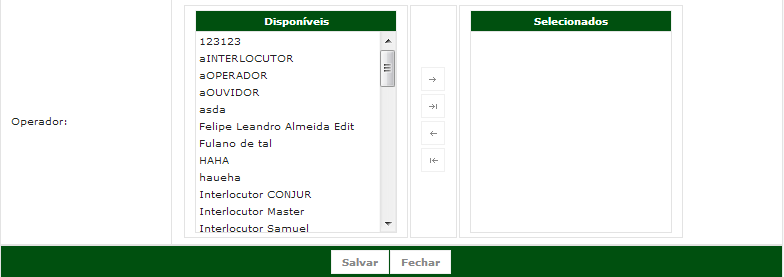 Operador:
Disponíveis
123123
aINTERLOCUTOR
aOPERADOR
aOUVIDOR
asda
Felipe Leandro Almeida Edit
Fulano de tal
HAHA
haueha
Interlocutor CONJUR
Interlocutor Master
Interlocutor Samuel
Selecionados
Salvar
Fechar